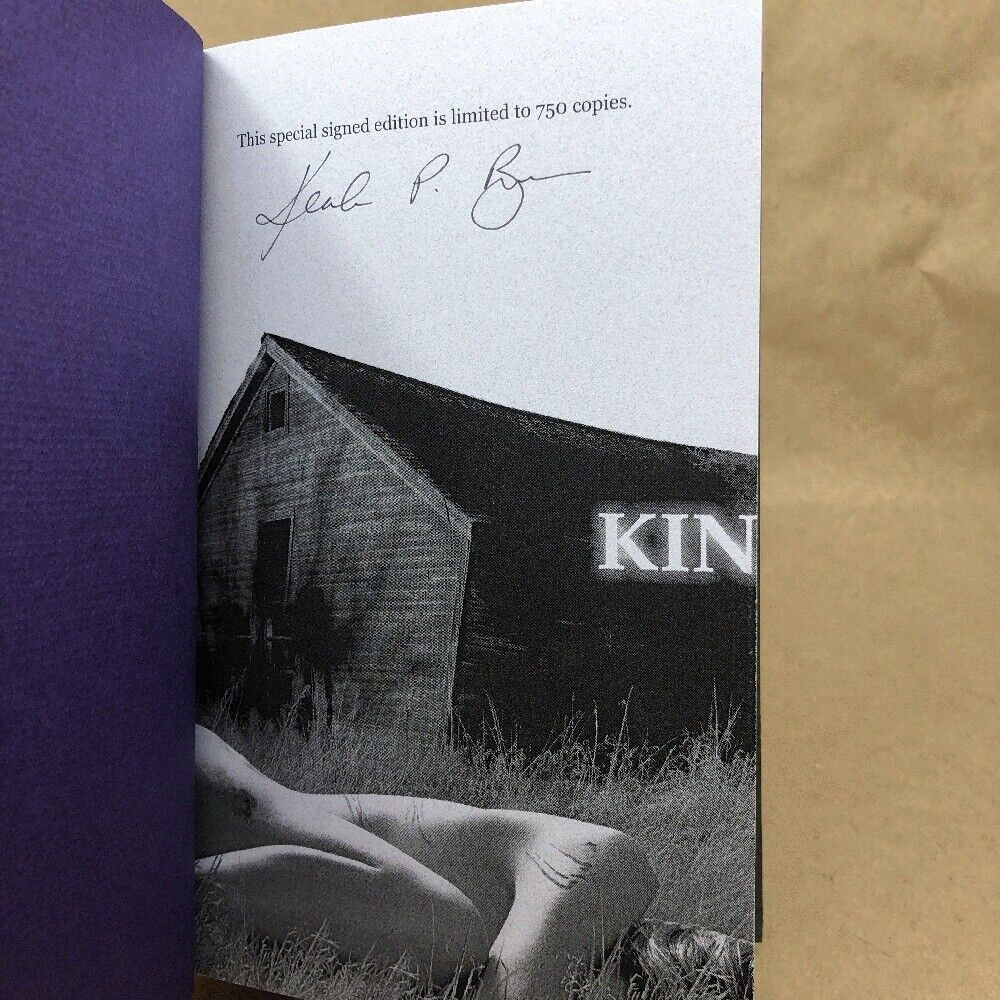 This special signed edition is limited to 750 copies.
KIN